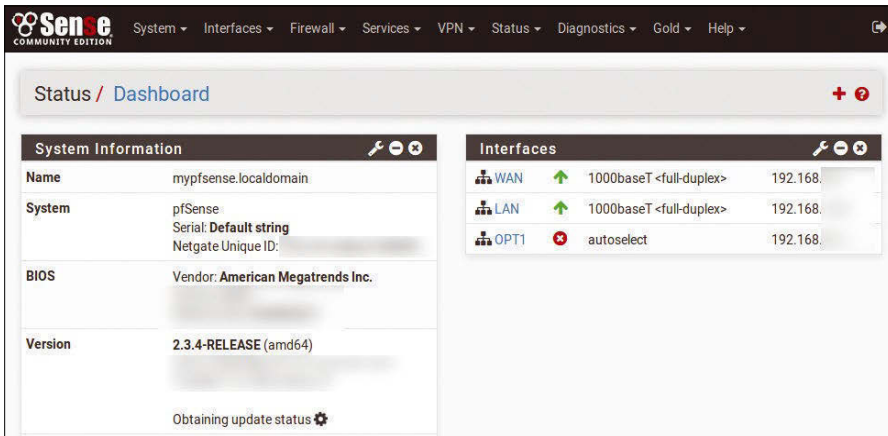 Sense
COMMUNITY EDITION
System Interfaces Firewall Services VPN Status Diagnostics Gold Help
Status / Dashboard
System Information
Name mypfsense.localdomain
System pfSense
Serial: Default string
Netgate Unique ID:
BIOS Vendor: American Megatrends Inc.
Version 2.3.4-RELEASE (amd64)
Obtaining update status
Interfaces
WAN 1000baseT <full-duplex> 192.168.
LAN 1000baseT <full-duplex> 192.168.
OPT1 autoselect 192.168.